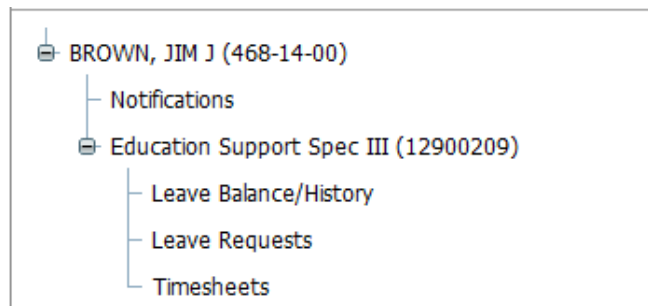 BROWN, JIM J (468-14-00)
Notifications
Education Support Spec III (12900209)
Leave Balance/History
Leave Requests
Timesheets